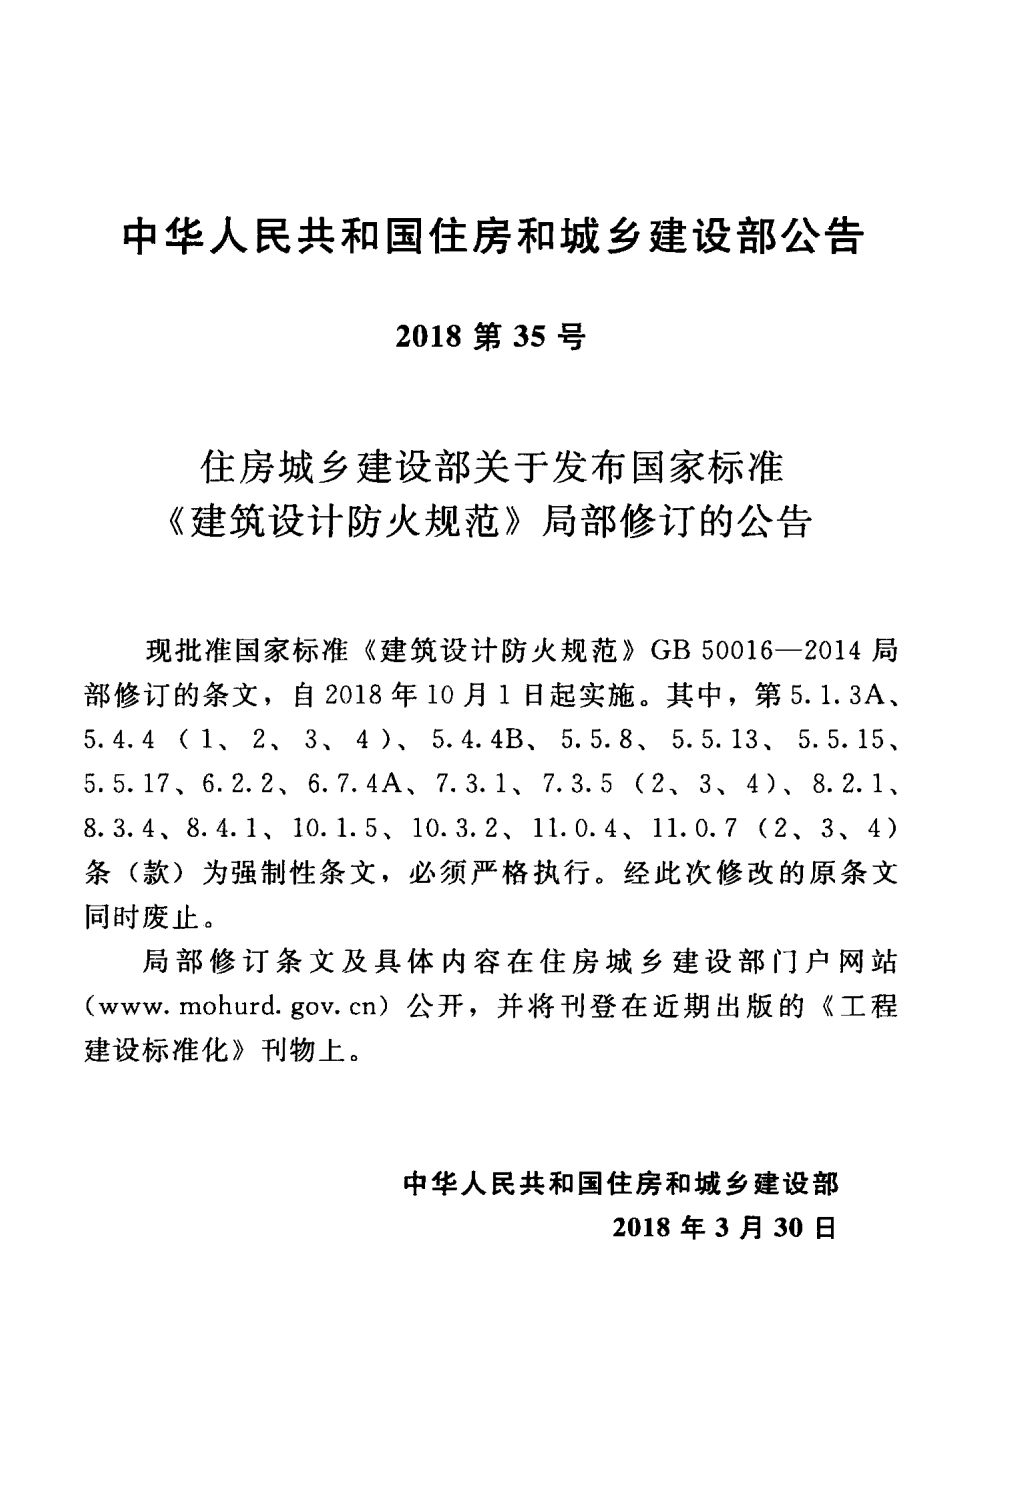 中华人民共和国住房和城乡建设部公告
2018 第 35 号
住房城乡建设部关于发布国家标准
《建筑设计防火规范》局部修订的公告
现批准国家标准《建筑设计防火规范》GB 50016—2014 局
部修订的条文，自 2018 年 10 月 1 日起实施。其中，第 5.1.3A、
5.4.4（1、2、3、4）、5.4.4B、5.5.8、5.5.13、5.5.15、
5.5.17、6.2.2、6.7.4A、7.3.1、7.3.5（2、3、4）、8.2.1、
8.3.4、8.4.1、10.1.5、10.3.2、11.0.4、11.0.7（2、3、4）
条（款）为强制性条文，必须严格执行。经此次修改的原条文
同时废止。
局部修订条文及具体内容在住房城乡建设部门户网站
(www.mohurd.gov.cn）公开，并将刊登在近期出版的《工程
建设标准化》刊物上。
中华人民共和国住房和城乡建设部
2018 年 3 月 30 日